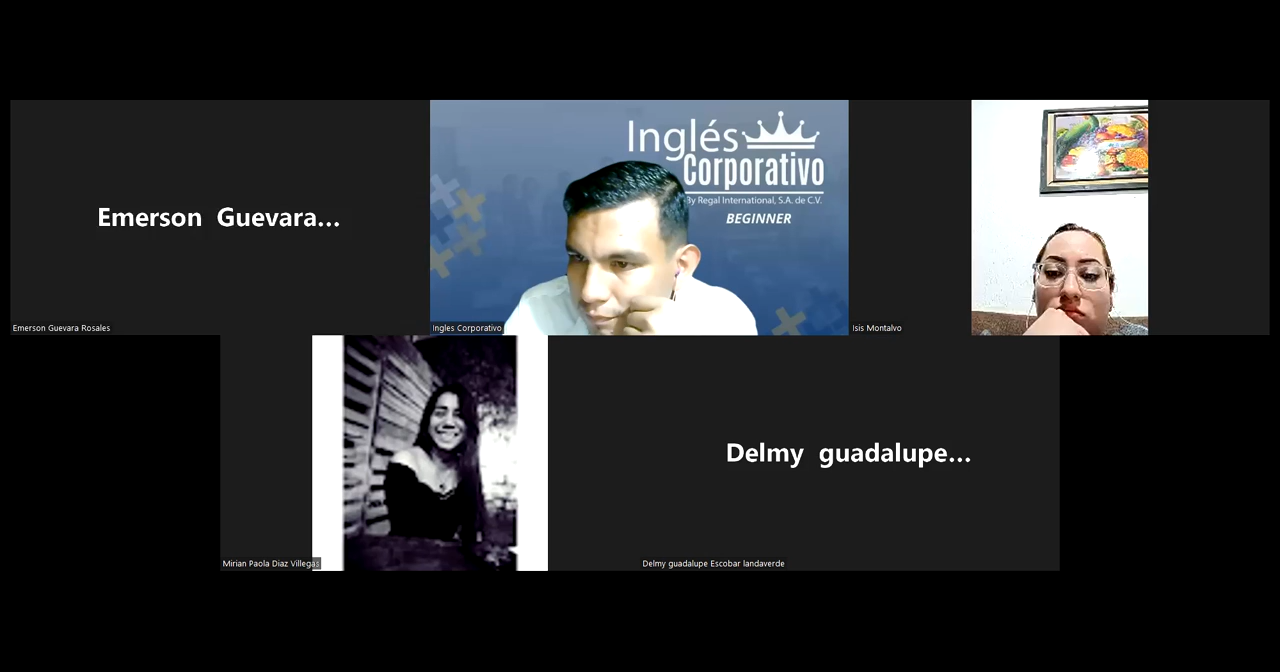 Emerson Guevara...
Emerson Guevara Rosales
Inglés
Corporativo
By Regal International, S.A. de C.V.
BEGINNER
Ingles Corporativo
Isis Montalvo
Mirian Paola Diaz Villegas
Delmy guadalupe...
Delmy guadalupe Escobar landaverde